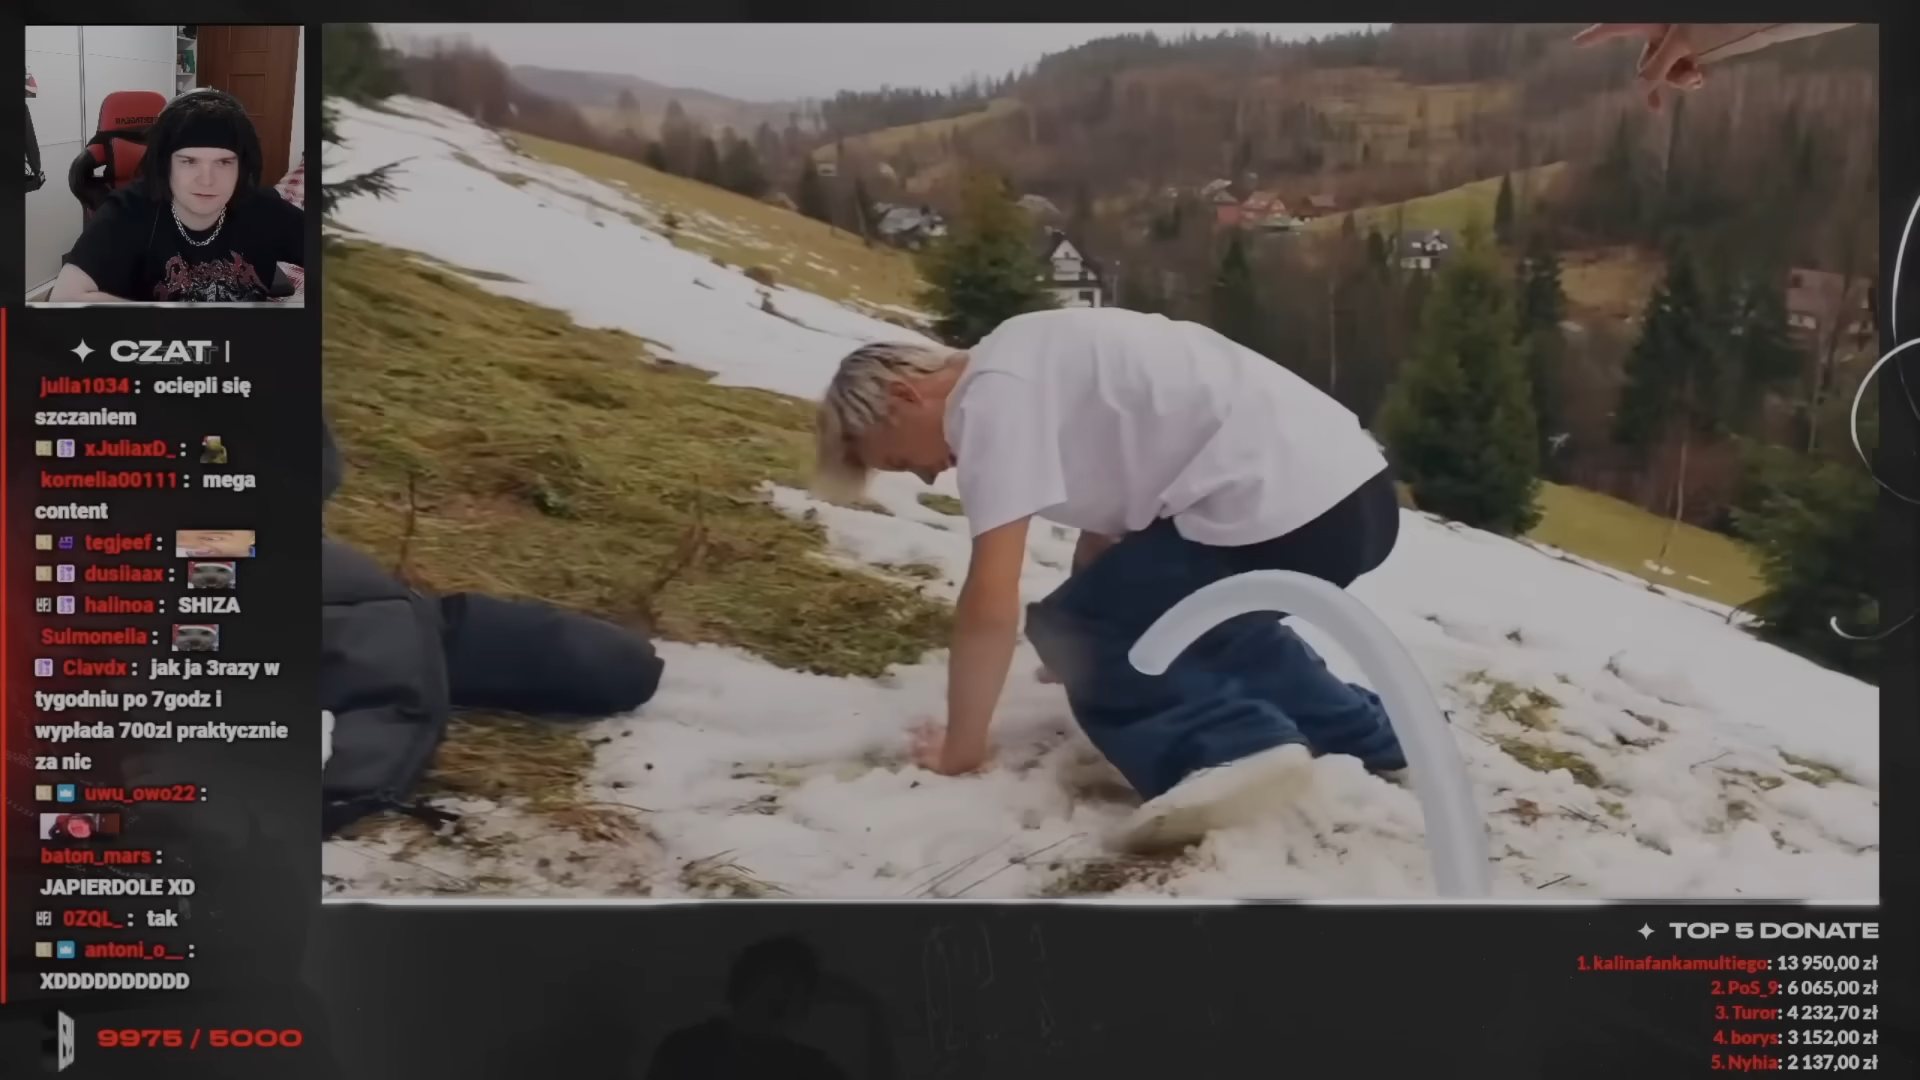 CZAT
julia1034 : ociepli się
szczaniem
xJuliaxD_ :
kornelia00111 : mega
content
tegjeef :
dusiiaax :
halinoa : SHIZA
Sulmonella :
Clavdx : jak ja 3razy w
tygodniu po 7godz i
wypłada 700zl praktycznie
za nic
uwu_owo22 :
baton_mars :
JAPIERDOLE XD
0ZQL_ : tak
antoni_o__ :
XDDDDDDDDDD
9975 / 5000
TOP 5 DONATE
1. kalinafankamultiego: 13 950,00 zł
2. PoS_9: 6 065,00 zł
3. Turor: 4 232,70 zł
4. borys: 3 152,00 zł
5. Nyhia: 2 137,00 zł